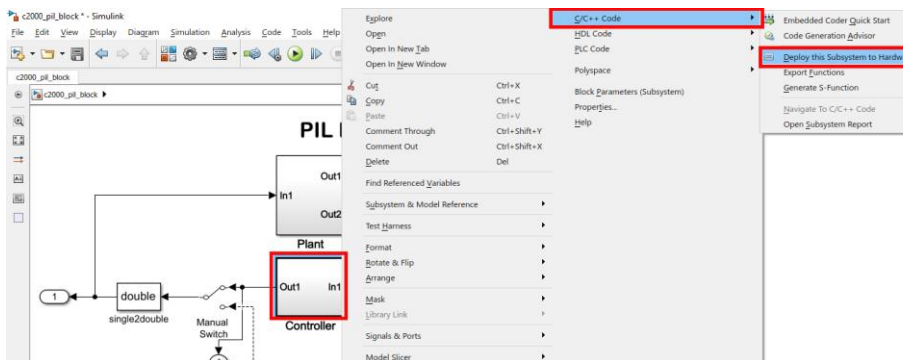 c2000_pil_block * - Simulink
File Edit View Display Diagram Simulation Analysis Code Tools Help
c2000_pil_block
c2000_pil_block
PIL
Out1
In1
Out2
Plant
1
double
single2double
Manual
Switch
Out1 In1
Controller
Explore
Open
Open In New Tab
Open In New Window
Cut Ctrl+X
Copy Ctrl+C
Paste Ctrl+V
Comment Through Ctrl+Shift+Y
Comment Out Ctrl+Shift+X
Delete Del
Find Referenced Variables
Subsystem & Model Reference
Test Harness
Format
Rotate & Flip
Arrange
Mask
Library Link
Signals & Ports
Model Slicer
C/C++ Code
HDL Code
PLC Code
Polyspace
Block Parameters (Subsystem)
Properties...
Help
Embedded Coder Quick Start
Code Generation Advisor
Deploy this Subsystem to Hardw
Export Functions
Generate S-Function
Navigate To C/C++ Code
Open Subsystem Report